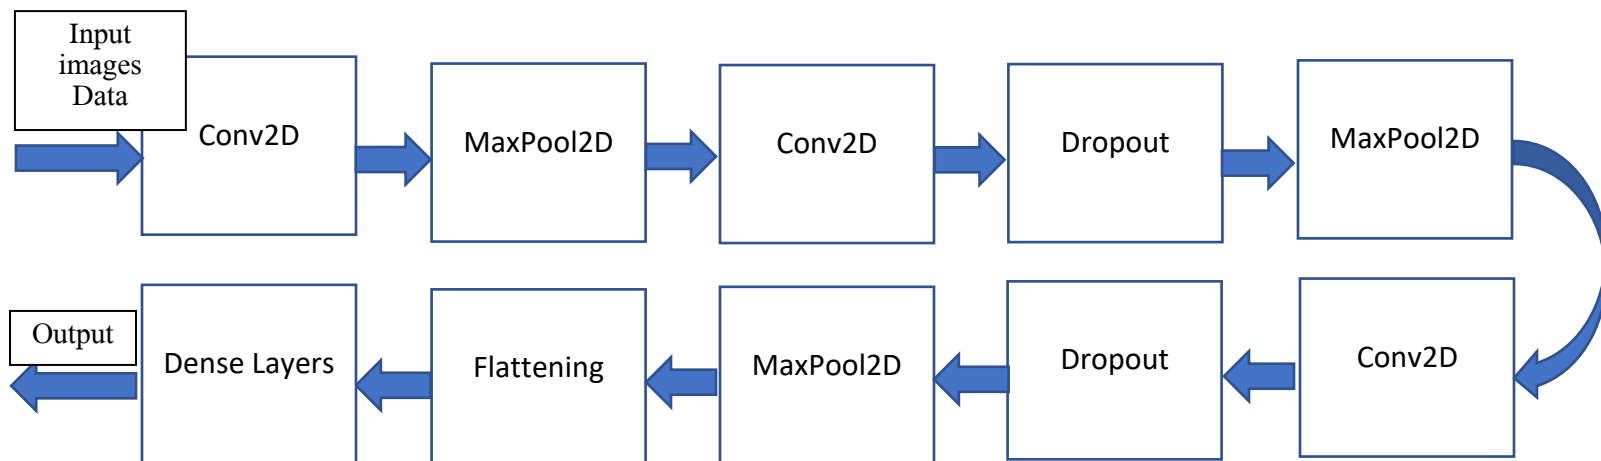 Input
images
Data
Conv2D
MaxPool2D
Conv2D
Dropout
MaxPool2D
Conv2D
Dropout
MaxPool2D
Flattening
Dense Layers
Output